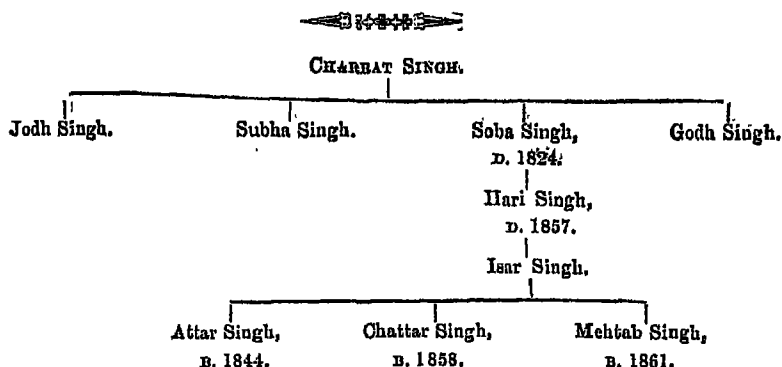 CHARRAT SINGH.
Jodh Singh. Subha Singh. Soba Singh, Godh Singh.
D. 1824.
Hari Singh,
D. 1857.
Isar Singh.
Attar Singh, Chattar Singh, Mehtab Singh,
B. 1844. B. 1858. B. 1861.